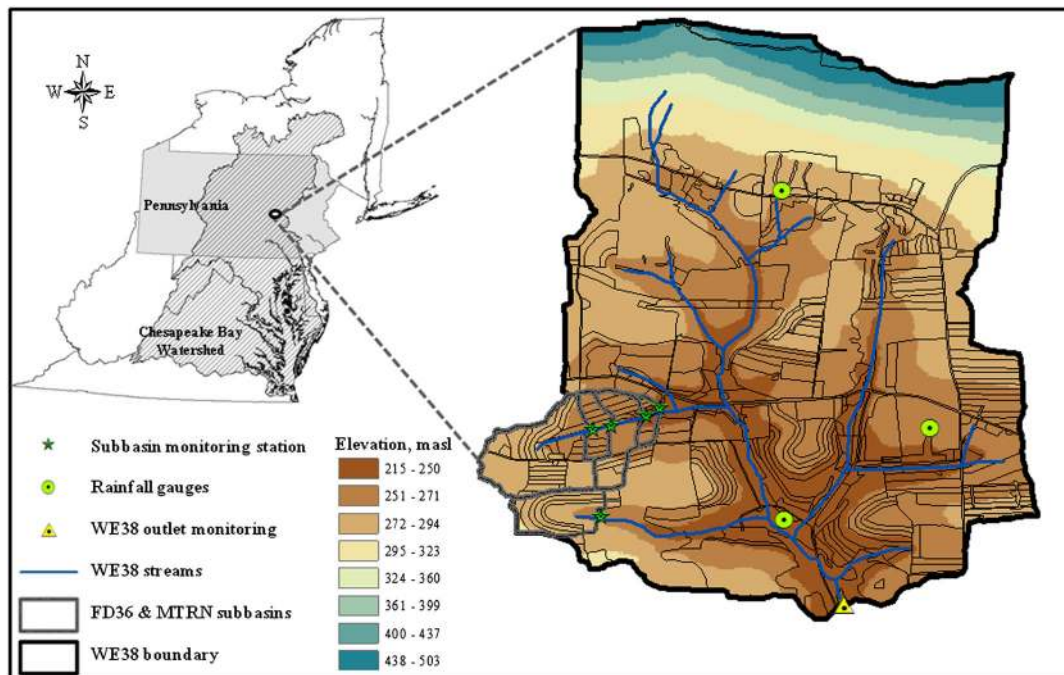 N
W E
S
Pennsylvania
Chesapeake Bay
Watershed
Subbasin monitoring station
Rainfall gauges
WE38 outlet monitoring
WE38 streams
FD36 & MTRN subbasins
WE38 boundary
Elevation, masl
215 - 250
251 - 271
272 - 294
295 - 323
324 - 360
361 - 399
400 - 437
438 - 503